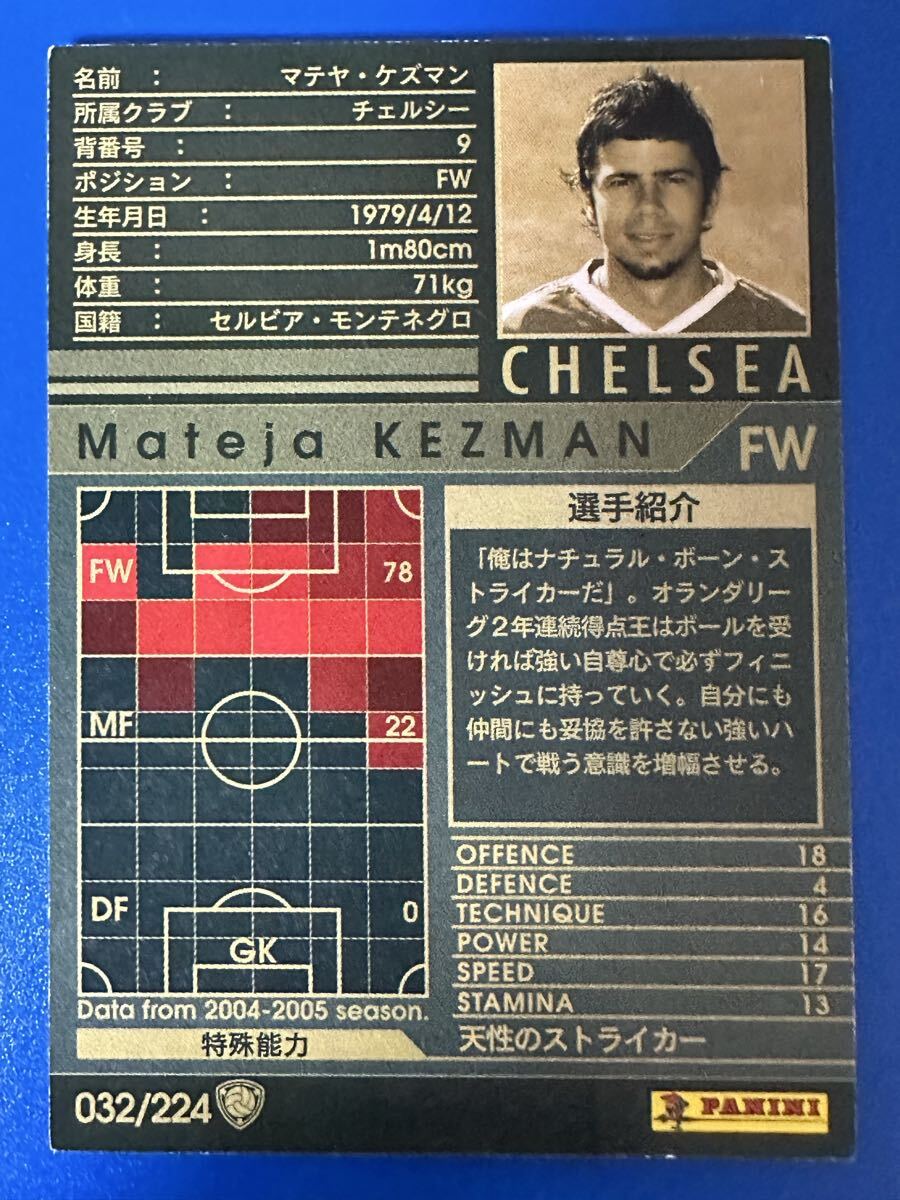 名前 : マテヤ・ケズマン
所属クラブ : チェルシー
背番号 : 9
ポジション : FW
生年月日 : 1979/4/12
身長 : 1m80cm
体重 : 71kg
国籍 : セルビア・モンテネグロ
CHELSEA
Mateja KEZMAN
FW
FW 78
MF 22
DF 0
GK
Data from 2004-2005 season.
選手紹介
「俺はナチュラル・ボーン・ス
トライカーだ」。オランダリー
グ2年連続得点王はボールを受
ければ強い自尊心で必ずフィニ
ッシュに持っていく。自分にも
仲間にも妥協を許さない強いハ
ートで戦う意識を増幅させる。
OFFENCE 18
DEFENCE 4
TECHNIQUE 16
POWER 14
SPEED 17
STAMINA 13
特殊能力 天性のストライカー
032/224
PANINI